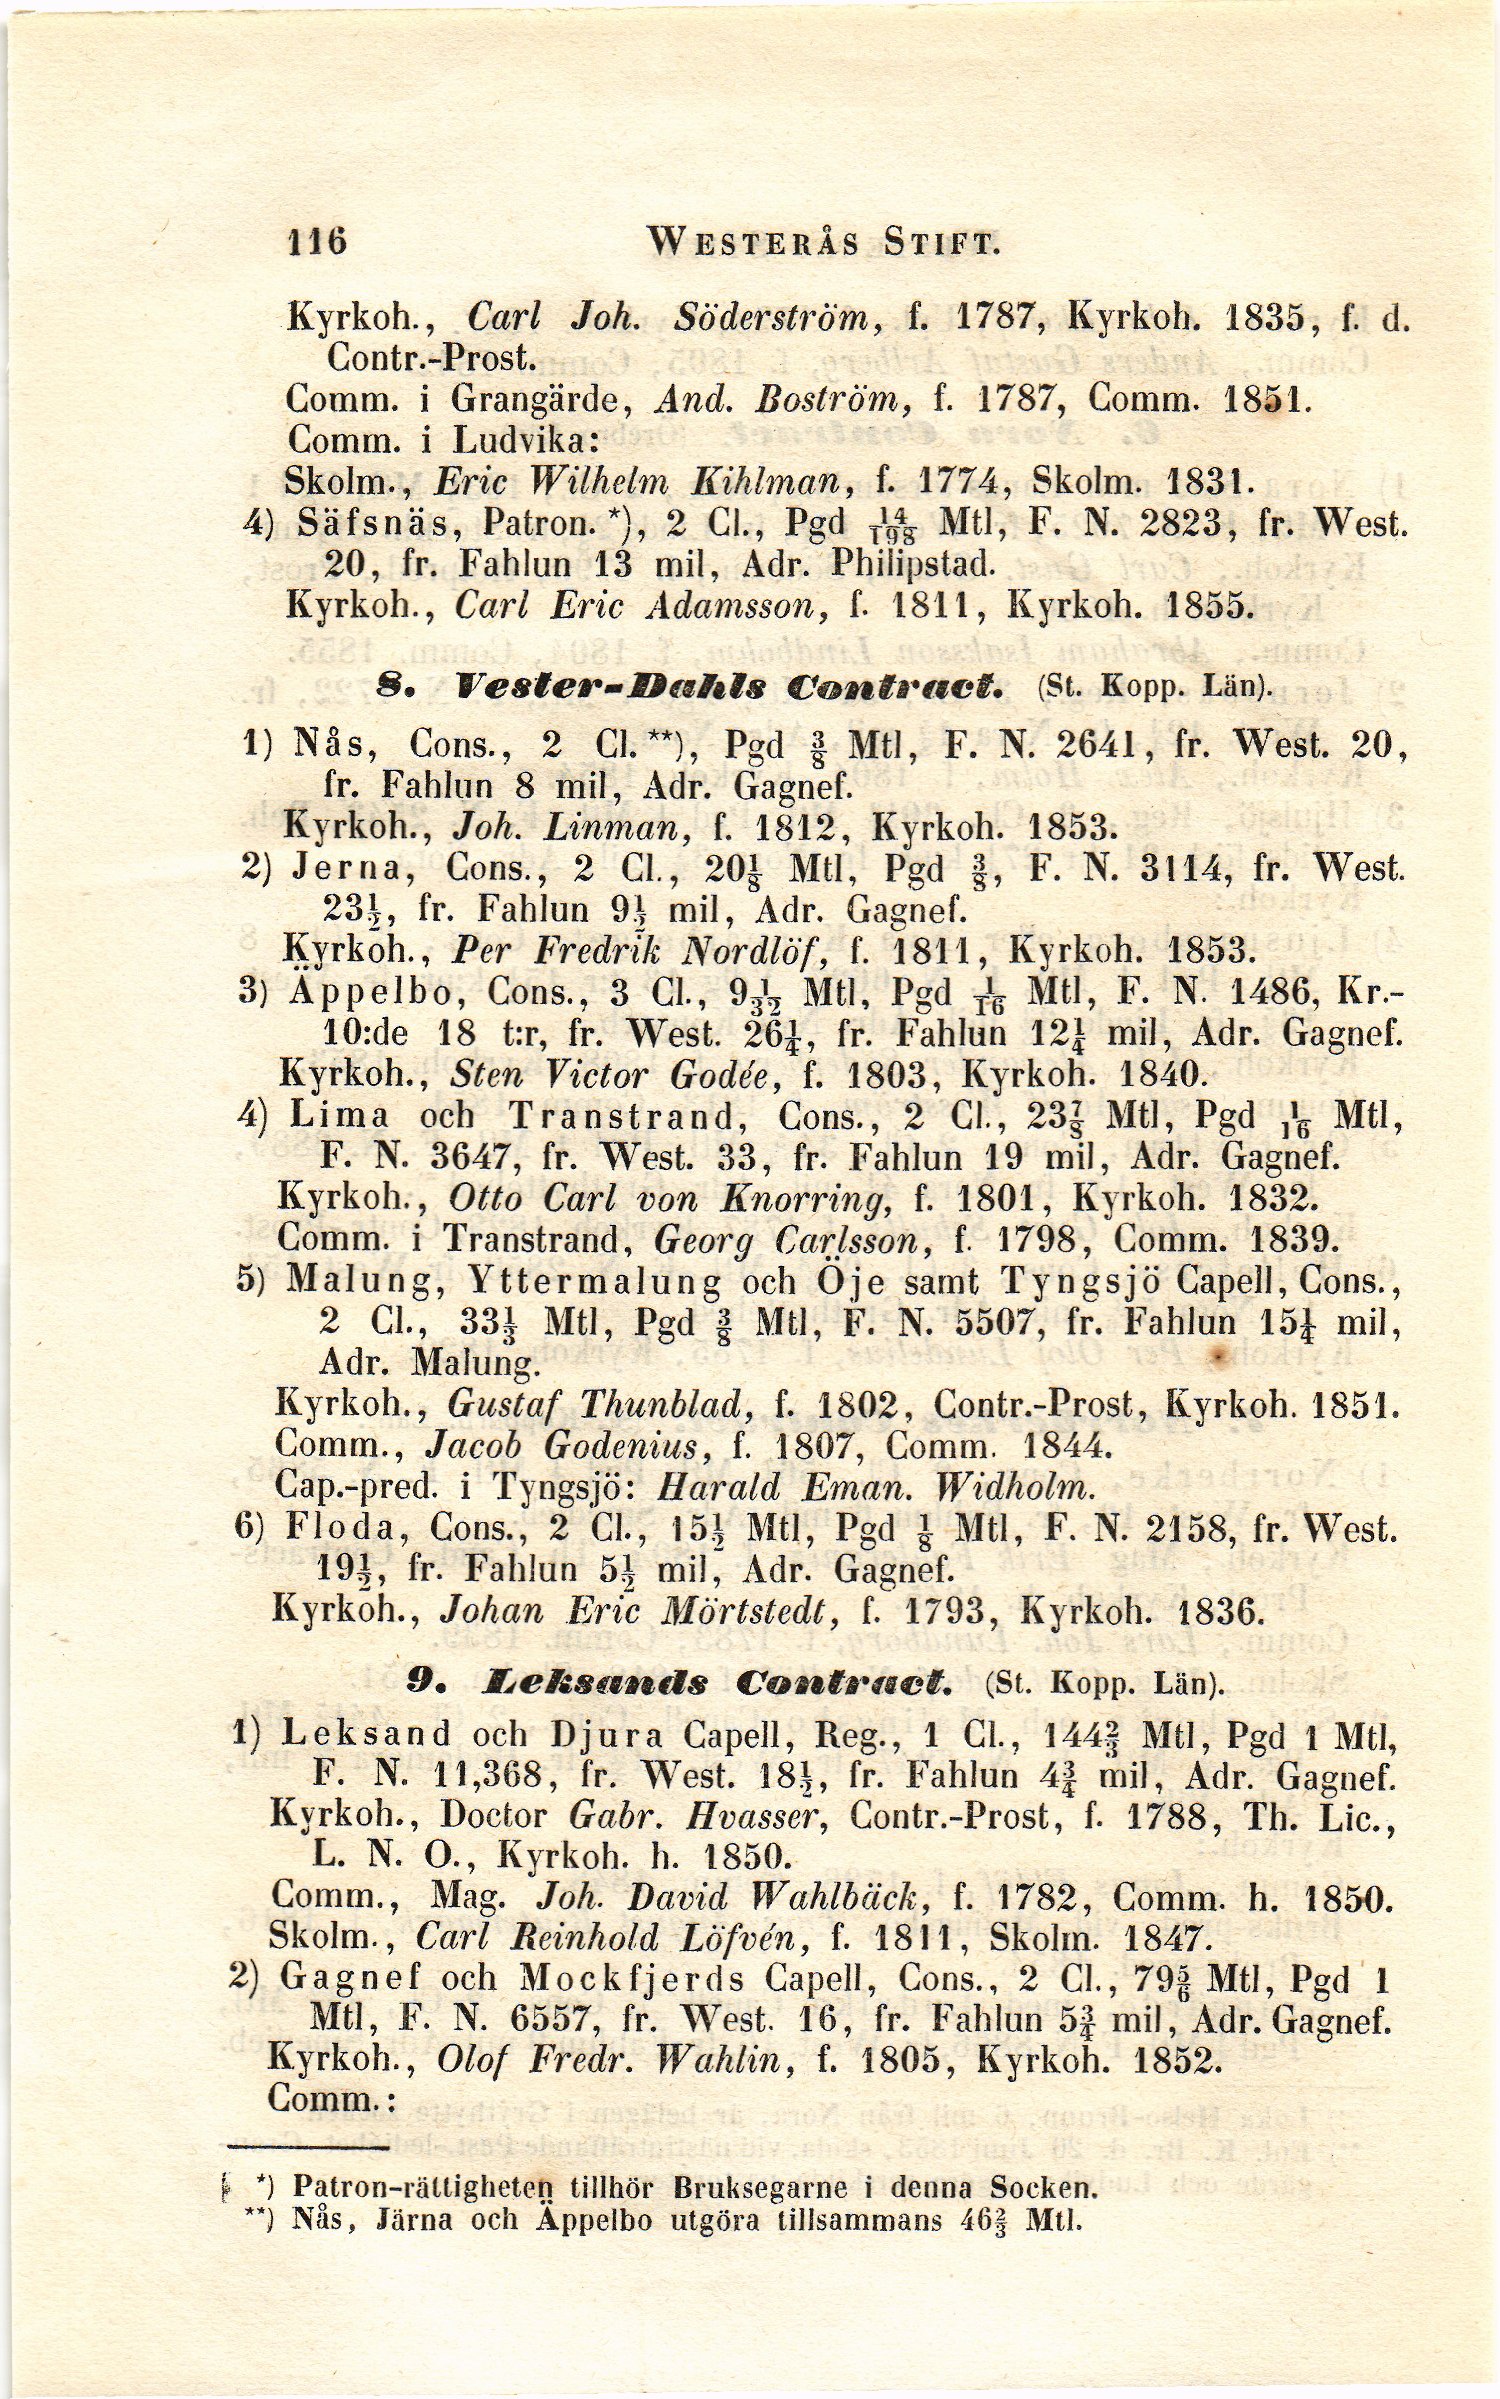 116 WESTERÅS STIFT.
Kyrkoh., Carl Joh. Söderström, f. 1787, Kyrkoh. 1835, f. d.
Contr.-Prost.
Comm. i Grangärde, And. Boström, f. 1787, Comm. 1851.
Comm. i Ludvika:
Skolm., Eric Wilhelm Kihlman, f. 1774, Skolm. 1831.
4) Säfsnäs, Patron. *), 2 Cl., Pgd 14/198 Mtl, F. N. 2823, fr. West.
20, fr. Fahlun 13 mil, Adr. Philipstad.
Kyrkoh., Carl Eric Adamsson, f. 1811, Kyrkoh. 1855.
8. Vester-Dahls Contract. (St. Kopp. Län).
1) Nås, Cons., 2 Cl. **), Pgd 3/8 Mtl, F. N. 2641, fr. West. 20,
fr. Fahlun 8 mil, Adr. Gagnef.
Kyrkoh., Joh. Linman, f. 1812, Kyrkoh. 1853.
2) Jerna, Cons., 2 Cl., 20 1/8 Mtl, Pgd 3/8, F. N. 3114, fr. West.
23 1/2, fr. Fahlun 9 1/2 mil, Adr. Gagnef.
Kyrkoh., Per Fredrik Nordlöf, f. 1811, Kyrkoh. 1853.
3) Äppelbo, Cons., 3 Cl., 9 1/32 Mtl, Pgd 1/16 Mtl, F. N. 1486, Kr.-
10:de 18 t:r, fr. West. 26 1/4, fr. Fahlun 12 1/4 mil, Adr. Gagnef.
Kyrkoh., Sten Victor Godée, f. 1803, Kyrkoh. 1840.
4) Lima och Transtrand, Cons., 2 Cl., 23 7/8 Mtl, Pgd 1/16 Mtl,
F. N. 3647, fr. West. 33, fr. Fahlun 19 mil, Adr. Gagnef.
Kyrkoh., Otto Carl von Knorring, f. 1801, Kyrkoh. 1832.
Comm. i Transtrand, Georg Carlsson, f. 1798, Comm. 1839.
5) Malung, Yttermalung och Öje samt Tyngsjö Capell, Cons.,
2 Cl., 33 1/3 Mtl, Pgd 3/8 Mtl, F. N. 5507, fr. Fahlun 15 1/4 mil,
Adr. Malung.
Kyrkoh., Gustaf Thunblad, f. 1802, Contr.-Prost, Kyrkoh. 1851.
Comm., Jacob Godenius, f. 1807, Comm. 1844.
Cap.-pred. i Tyngsjö: Harald Eman. Widholm.
6) Floda, Cons., 2 Cl., 15 1/2 Mtl, Pgd 1/8 Mtl, F. N. 2158, fr. West.
19 1/2, fr. Fahlun 5 1/2 mil, Adr. Gagnef.
Kyrkoh., Johan Eric Mörtstedt, f. 1793, Kyrkoh. 1836.
9. Leksands Contract. (St. Kopp. Län).
1) Leksand och Djura Capell, Reg., 1 Cl., 144 2/3 Mtl, Pgd 1 Mtl,
F. N. 11,368, fr. West. 18 1/2, fr. Fahlun 4 3/4 mil, Adr. Gagnef.
Kyrkoh., Doctor Gabr. Hvasser, Contr.-Prost, f. 1788, Th. Lic.,
L. N. O., Kyrkoh. h. 1850.
Comm., Mag. Joh. David Wahlbäck, f. 1782, Comm. h. 1850.
Skolm., Carl Reinhold Löfvén, f. 1811, Skolm. 1847.
2) Gagnef och Mockfjerds Capell, Cons., 2 Cl., 79 5/6 Mtl, Pgd 1
Mtl, F. N. 6557, fr. West. 16, fr. Fahlun 5 3/4 mil, Adr. Gagnef.
Kyrkoh., Olof Fredr. Wahlin, f. 1805, Kyrkoh. 1852.
Comm.:
*) Patron-rättigheten tillhör Bruksegarne i denna Socken.
**) Nås, Järna och Äppelbo utgöra tillsammans 46 2/3 Mtl.